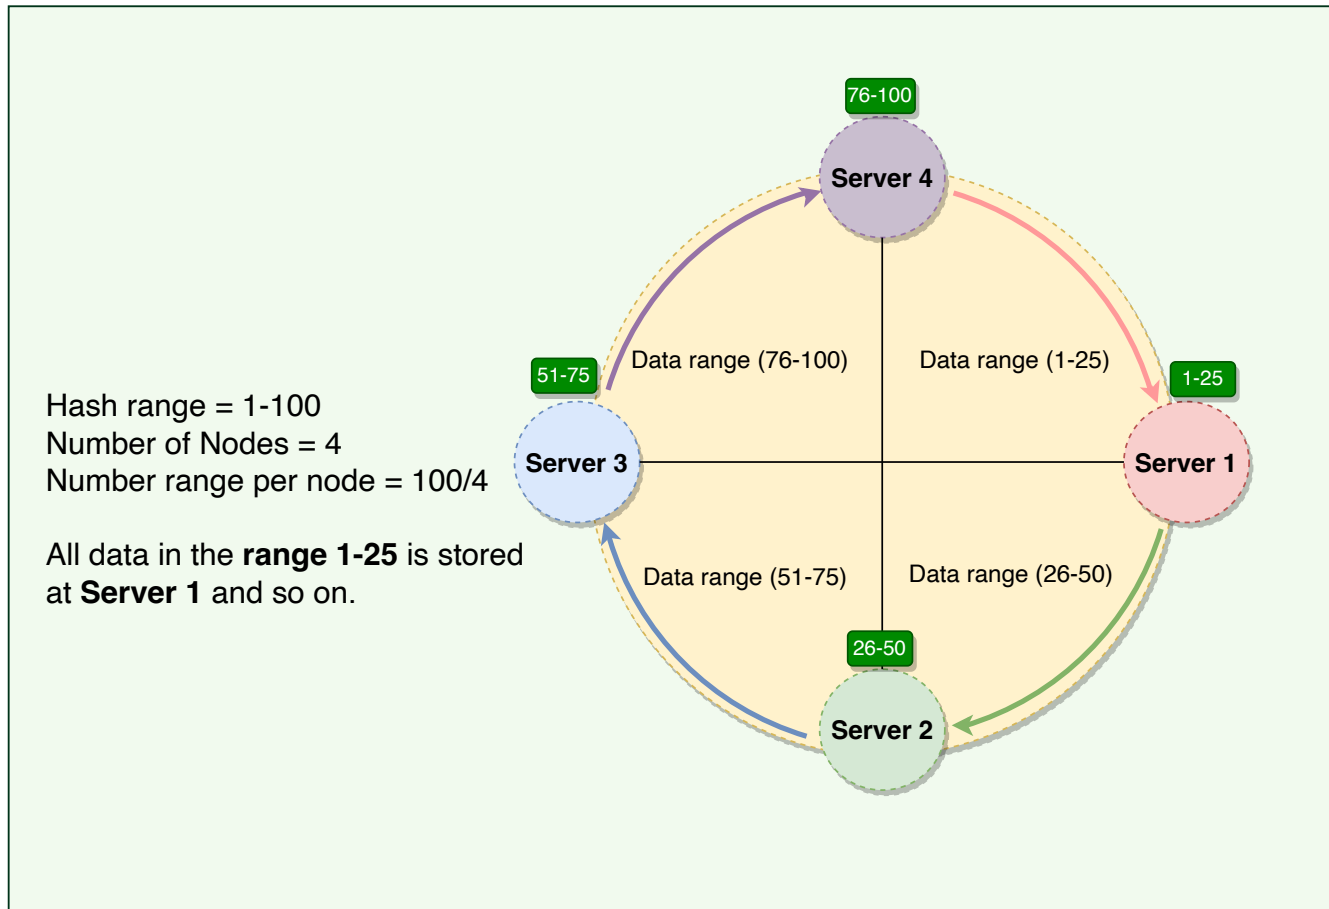 76-100
Server 4
Data range (76-100)
Data range (1-25)
51-75
1-25
Hash range = 1-100
Number of Nodes = 4
Number range per node = 100/4
Server 3
Server 1
All data in the range 1-25 is stored
at Server 1 and so on.
Data range (51-75)
Data range (26-50)
26-50
Server 2